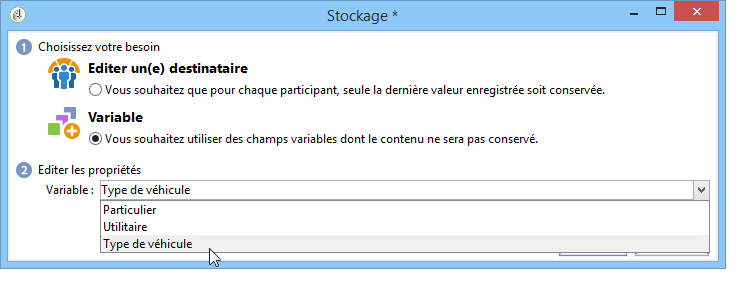 Stockage *
1 Choisissez votre besoin
Editer un(e) destinataire
Vous souhaitez que pour chaque participant, seule la dernière valeur enregistrée soit conservée.
Variable
Vous souhaitez utiliser des champs variables dont le contenu ne sera pas conservé.
2 Editer les propriétés
Variable : Type de véhicule
Particulier
Utilitaire
Type de véhicule